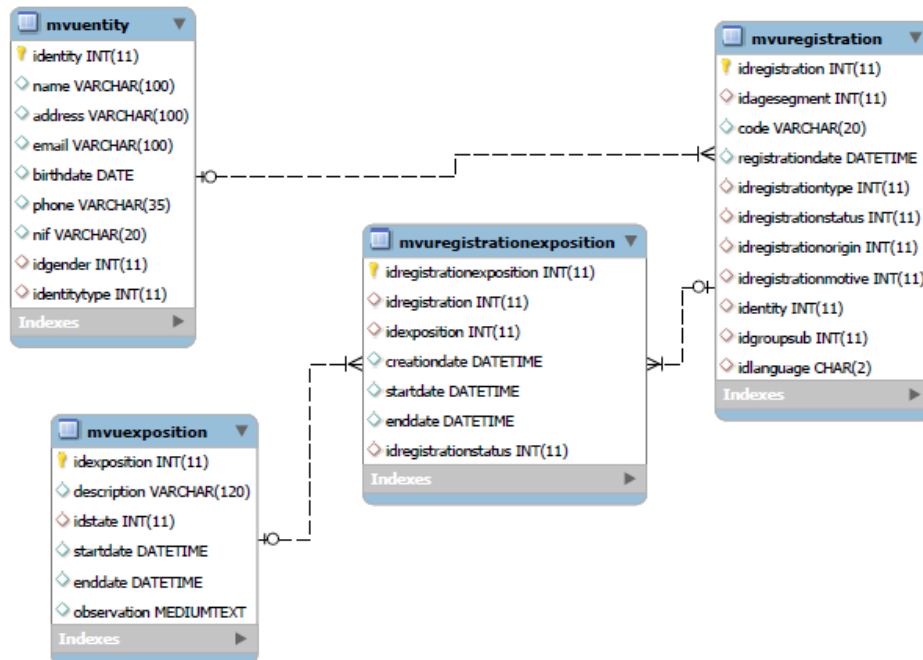 mvuentity
identity INT(11)
name VARCHAR(100)
address VARCHAR(100)
email VARCHAR(100)
birthdate DATE
phone VARCHAR(35)
nif VARCHAR(20)
idgender INT(11)
identitytype INT(11)
Indexes
mvuregistration
idregistration INT(11)
idagesegment INT(11)
code VARCHAR(20)
registrationdate DATETIME
idregistrationtype INT(11)
idregistrationstatus INT(11)
idregistrationorigin INT(11)
idregistrationmotive INT(11)
identity INT(11)
idgroupsub INT(11)
idlanguage CHAR(2)
Indexes
mvuregistrationexposition
idregistrationexposition INT(11)
idregistration INT(11)
idexposition INT(11)
creationdate DATETIME
startdate DATETIME
enddate DATETIME
idregistrationstatus INT(11)
Indexes
mvuexposition
idexposition INT(11)
description VARCHAR(120)
idstate INT(11)
startdate DATETIME
enddate DATETIME
observation MEDIUMTEXT
Indexes